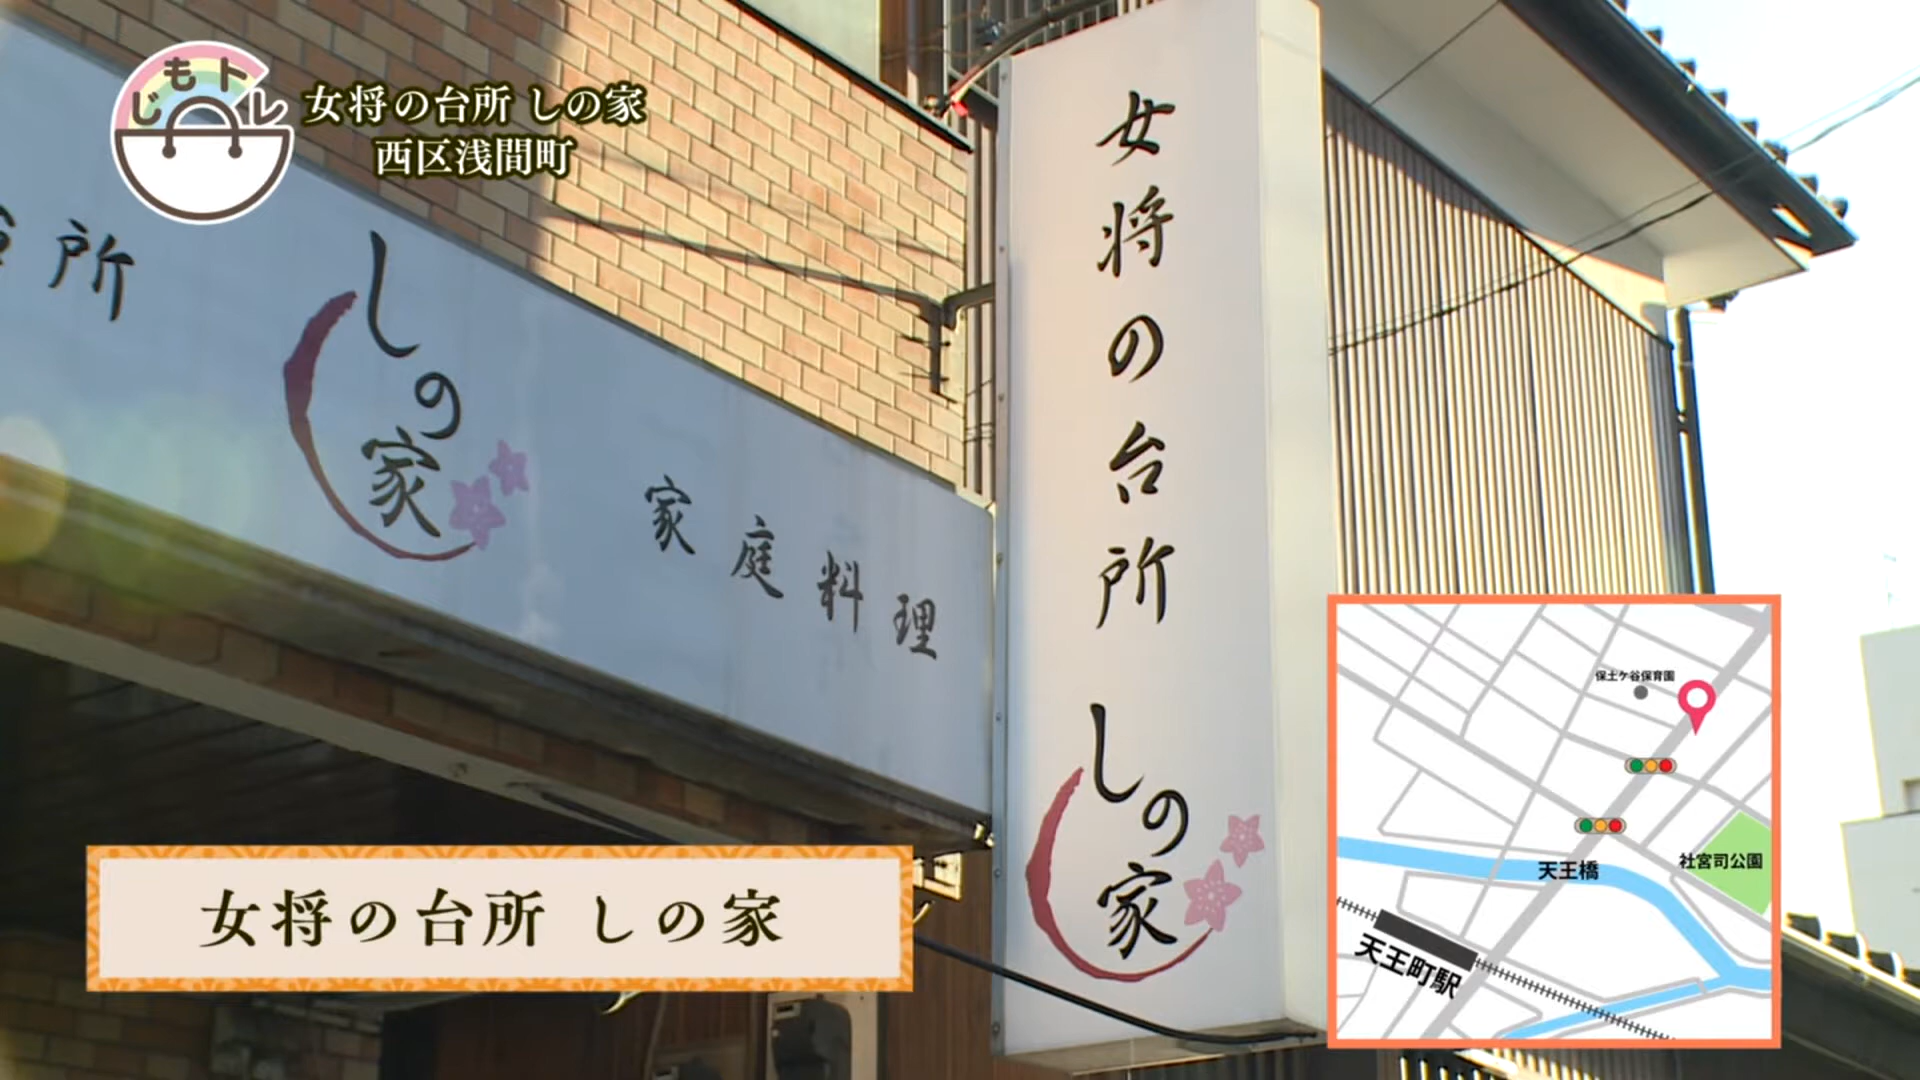 じもトレ
女将の台所 しの家
西区浅間町
所
しの家
家庭料理
女将の台所
しの家
女将の台所 しの家
保土ケ谷保育園
天王橋
社宮司公園
天王町駅